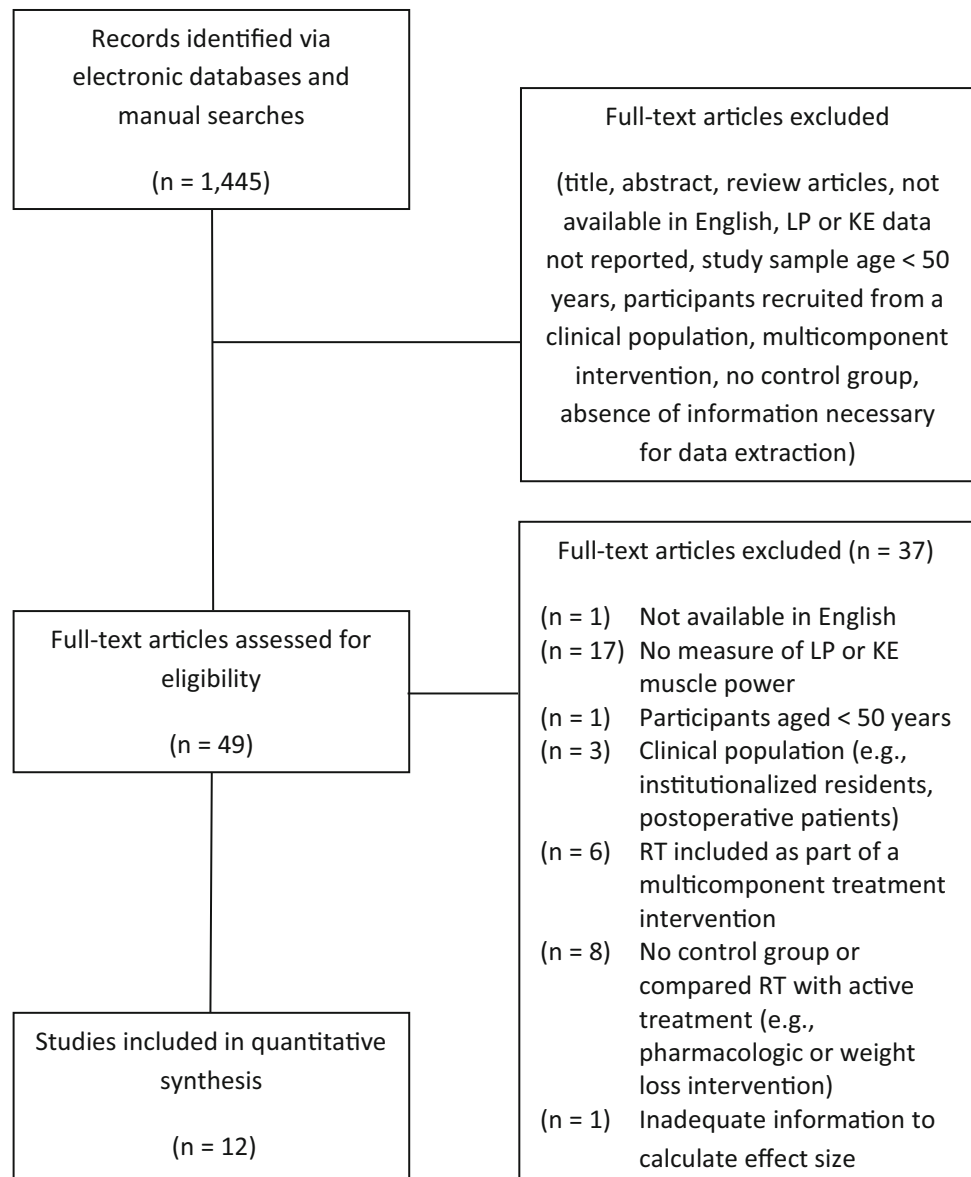 Records identified via
electronic databases and
manual searches
(n = 1,445)
Full-text articles excluded
(title, abstract, review articles, not
available in English, LP or KE data
not reported, study sample age < 50
years, participants recruited from a
clinical population, multicomponent
intervention, no control group,
absence of information necessary
for data extraction)
Full-text articles assessed for
eligibility
(n = 49)
Full-text articles excluded (n = 37)
(n = 1) Not available in English
(n = 17) No measure of LP or KE
muscle power
(n = 1) Participants aged < 50 years
(n = 3) Clinical population (e.g.,
institutionalized residents,
postoperative patients)
(n = 6) RT included as part of a
multicomponent treatment
intervention
(n = 8) No control group or
compared RT with active
treatment (e.g.,
pharmacologic or weight
loss intervention)
(n = 1) Inadequate information to
calculate effect size
Studies included in quantitative
synthesis
(n = 12)